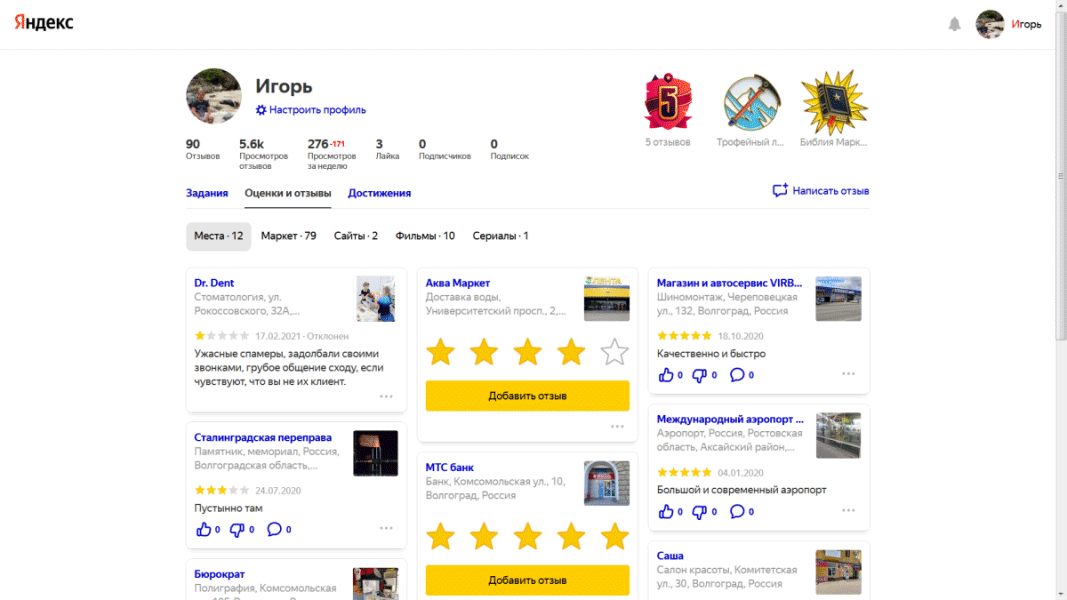 Яндекс
Игорь
Игорь
Настроить профиль
5
5 отзывов
Трофейный л...
Библия Марк...
90
Отзывов
5.6k
Просмотров
отзывов
276 -171
Просмотров
за неделю
3
Лайка
0
Подписчиков
0
Подписок
Задания
Оценки и отзывы
Достижения
Написать отзыв
Места · 12
Маркет · 79
Сайты · 2
Фильмы · 10
Сериалы · 1
Dr. Dent
Стоматология, ул.
Рокоссовского, 32А,...
17.02.2021 · Отклонен
Ужасные спамеры, задолбали своими
звонками, грубое общение сходу, если
чувствуют, что вы не их клиент.
Сталинградская переправа
Памятник, мемориал, Россия,
Волгоградская область,...
24.07.2020
Пустынно там
0 0 0
Бюрократ
Полиграфия, Комсомольская
Аква Маркет
Доставка воды,
Университетский просп., 2,...
ЛЕНТА
Добавить отзыв
МТС банк
Банк, Комсомольская ул., 10,
Волгоград, Россия
Добавить отзыв
Магазин и автосервис VIRB...
Шиномонтаж, Череповецкая
ул., 132, Волгоград, Россия
18.10.2020
Качественно и быстро
0 0 0
Международный аэропорт ...
Аэропорт, Россия, Ростовская
область, Аксайский район,...
04.01.2020
Большой и современный аэропорт
0 0 0
Саша
Салон красоты, Комитетская
ул., 30, Волгоград, Россия